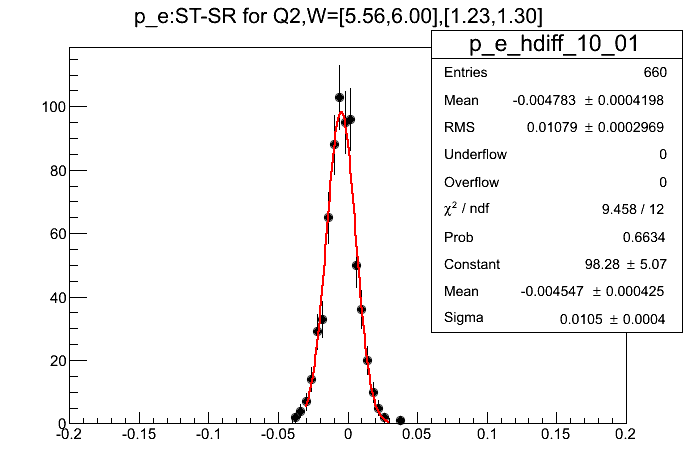 p_e:ST-SR for Q2,W=[5.56,6.00],[1.23,1.30]
p_e_hdiff_10_01
Entries 660
Mean -0.004783 ± 0.0004198
RMS 0.01079 ± 0.0002969
Underflow 0
Overflow 0
χ² / ndf 9.458 / 12
Prob 0.6634
Constant 98.28 ± 5.07
Mean -0.004547 ± 0.000425
Sigma 0.0105 ± 0.0004
100
80
60
40
20
0
-0.2 -0.15 -0.1 -0.05 0 0.05 0.1 0.15 0.2